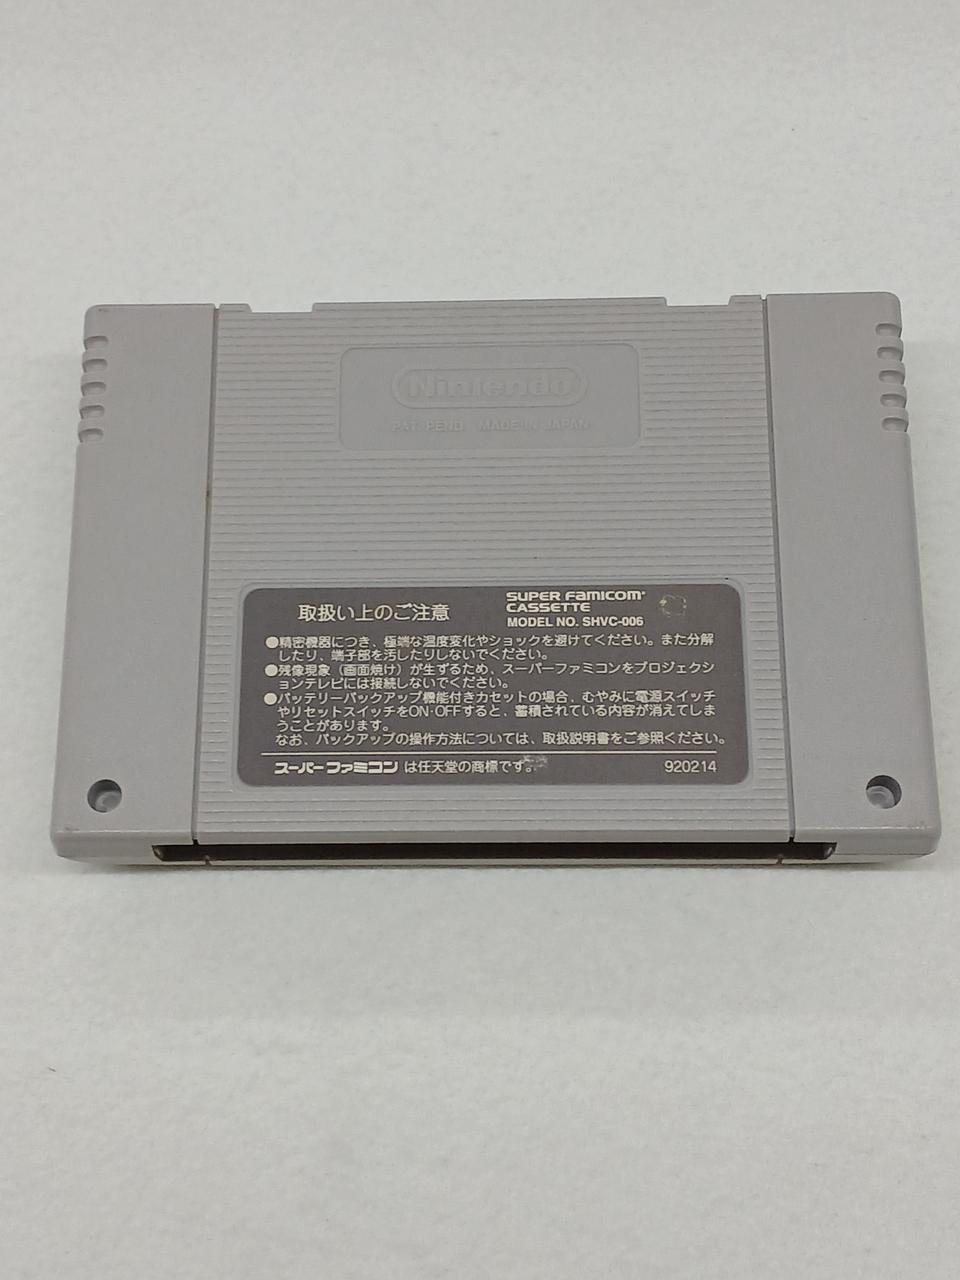 Nintendo
PAT. PEND. MADE IN JAPAN
取扱い上のご注意
SUPER FAMICOM
CASSETTE
MODEL NO. SHVC-006
●精密機器につき、極端な温度変化やショックを避けてください。また分解
したり、端子部を汚したりしないでください。
●残像現象(画面焼け)が生ずるため、スーパーファミコンをプロジェクシ
ョンテレビには接続しないでください。
●バッテリーバックアップ機能付きカセットの場合、むやみに電源スイッチ
やリセットスイッチをON·OFFすると、蓄積されている内容が消えてしま
うことがあります。
なお、バックアップの操作方法については、取扱説明書をご参照ください。
スーパーファミコン は任天堂の商標です。
920214